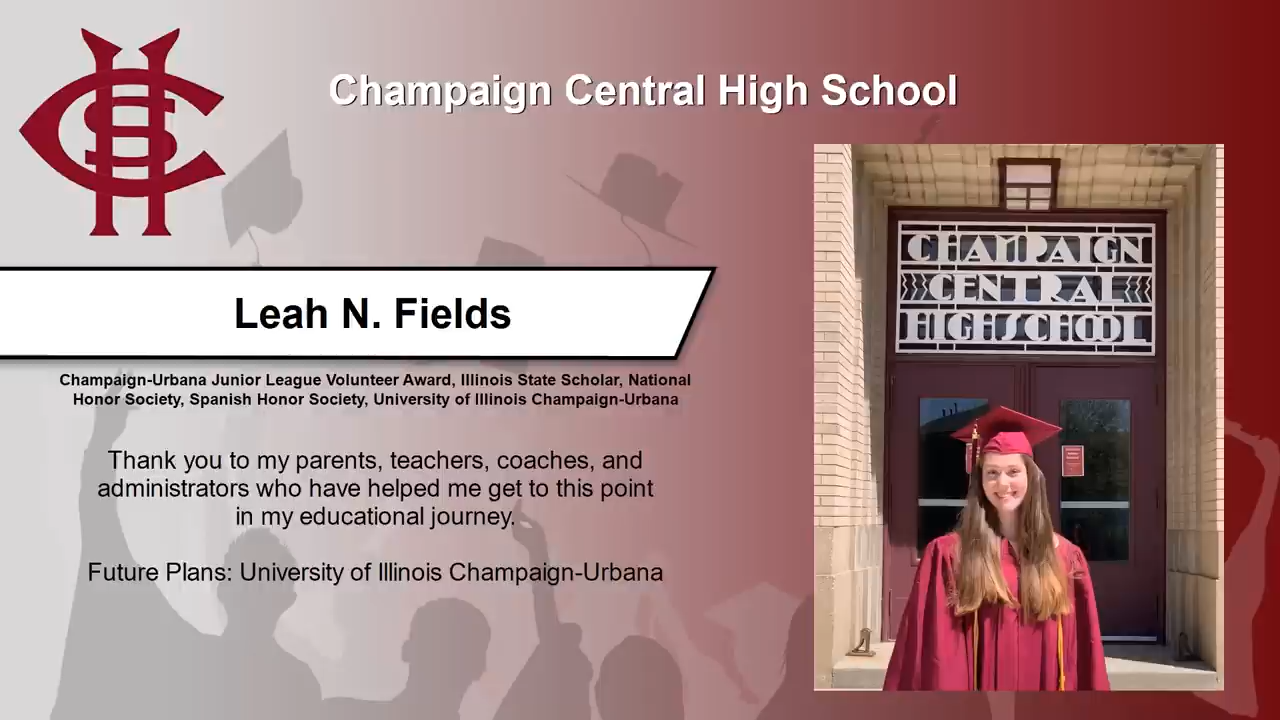 Champaign Central High School
CHAMPAIGN
CENTRAL
HIGH SCHOOL
Leah N. Fields
Champaign-Urbana Junior League Volunteer Award, Illinois State Scholar, National
Honor Society, Spanish Honor Society, University of Illinois Champaign-Urbana
Thank you to my parents, teachers, coaches, and
administrators who have helped me get to this point
in my educational journey.
Future Plans: University of Illinois Champaign-Urbana